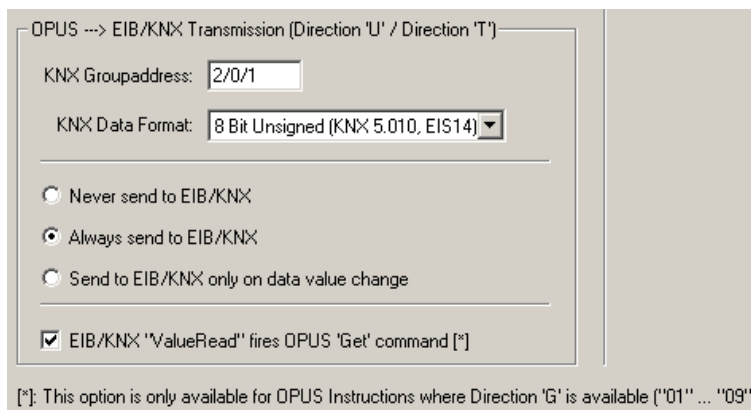 OPUS ---> EIB/KNX Transmission (Direction 'U' / Direction 'T')
KNX Groupaddress: 2/0/1
KNX Data Format: 8 Bit Unsigned (KNX 5.010, EIS14)
Never send to EIB/KNX
Always send to EIB/KNX
Send to EIB/KNX only on data value change
EIB/KNX "ValueRead" fires OPUS 'Get' command [*]
[*]: This option is only available for OPUS Instructions where Direction 'G' is available ("01" ... "09"